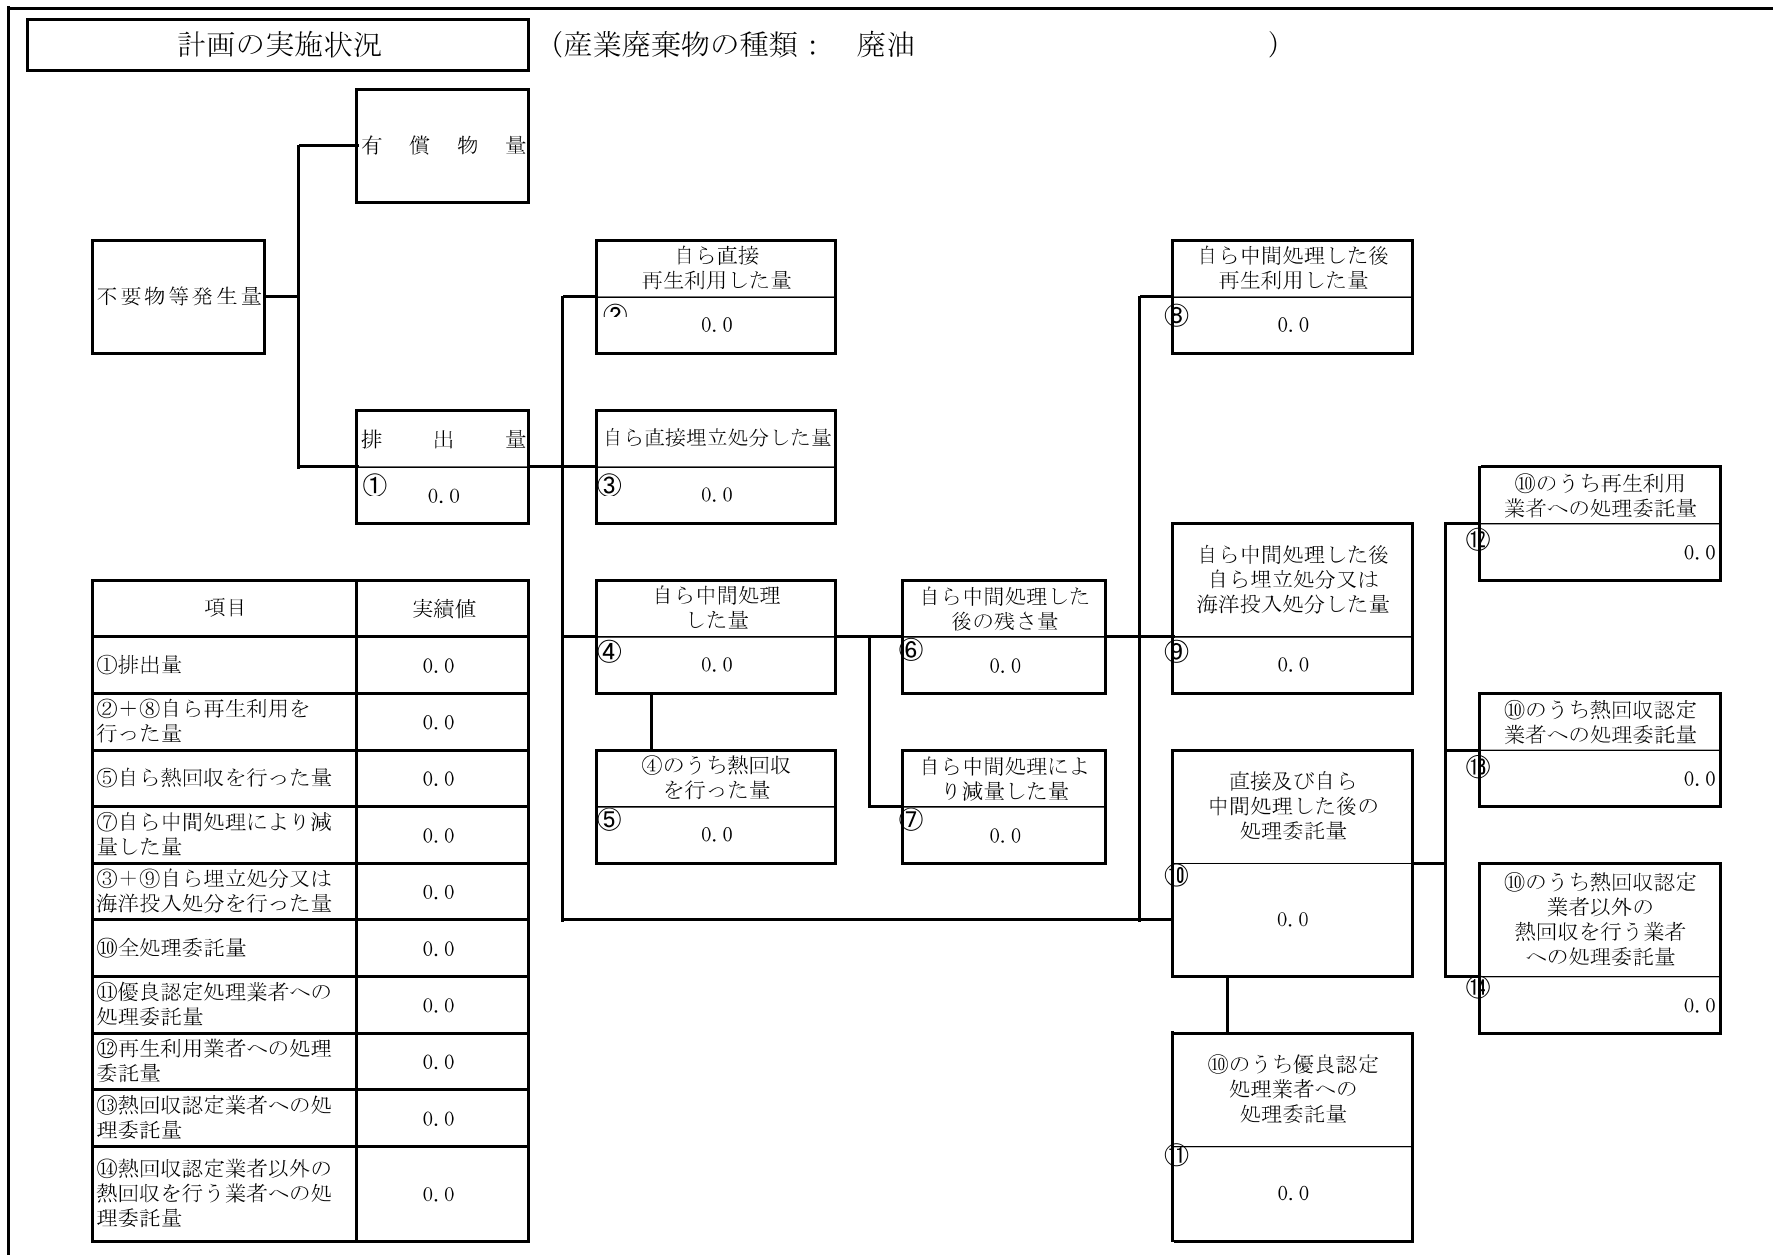 計画の実施状況
（産業廃棄物の種類： 廃油 ）
有償物量
不要物等発生量
排出量
① 0.0
自ら直接
再生利用した量
② 0.0
自ら直接埋立処分した量
③ 0.0
自ら中間処理
した量
④ 0.0
④のうち熱回収
を行った量
⑤ 0.0
自ら中間処理した
後の残さ量
⑥ 0.0
自ら中間処理によ
り減量した量
⑦ 0.0
自ら中間処理した後
再生利用した量
⑧ 0.0
自ら中間処理した後
自ら埋立処分又は
海洋投入処分した量
⑨ 0.0
直接及び自ら
中間処理した後の
処理委託量
⑩
0.0
⑩のうち優良認定
処理業者への
処理委託量
⑪
0.0
⑩のうち再生利用
業者への処理委託量
⑫ 0.0
⑩のうち熱回収認定
業者への処理委託量
⑬ 0.0
⑩のうち熱回収認定
業者以外の
熱回収を行う業者
への処理委託量
⑭ 0.0
項目 実績値
①排出量 0.0
②＋⑧自ら再生利用を
行った量 0.0
⑤自ら熱回収を行った量 0.0
⑦自ら中間処理により減
量した量 0.0
③＋⑨自ら埋立処分又は
海洋投入処分を行った量 0.0
⑩全処理委託量 0.0
⑪優良認定処理業者への
処理委託量 0.0
⑫再生利用業者への処理
委託量 0.0
⑬熱回収認定業者への処
理委託量 0.0
⑭熱回収認定業者以外の
熱回収を行う業者への処
理委託量 0.0